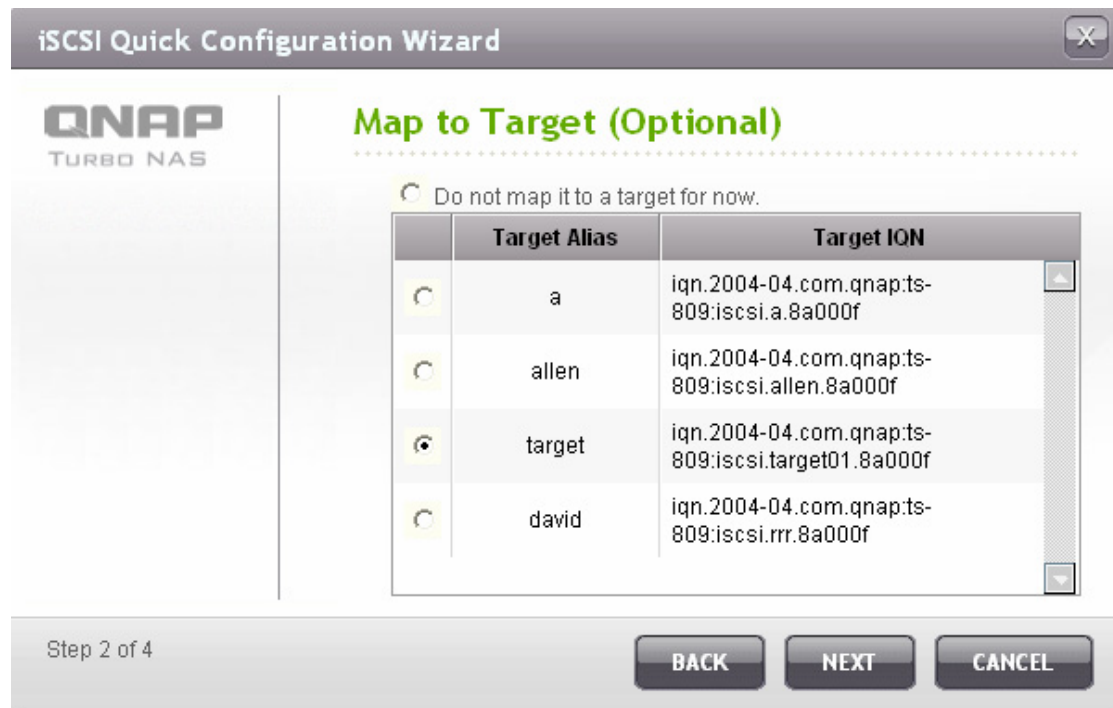 iSCSI Quick Configuration Wizard
X
QNAP
TURBO NAS
Map to Target (Optional)
Do not map it to a target for now.
Target Alias Target IQN
a iqn.2004-04.com.qnap:ts-
809:iscsi.a.8a000f
allen iqn.2004-04.com.qnap:ts-
809:iscsi.allen.8a000f
target iqn.2004-04.com.qnap:ts-
809:iscsi.target01.8a000f
david iqn.2004-04.com.qnap:ts-
809:iscsi.rrr.8a000f
Step 2 of 4
BACK NEXT CANCEL